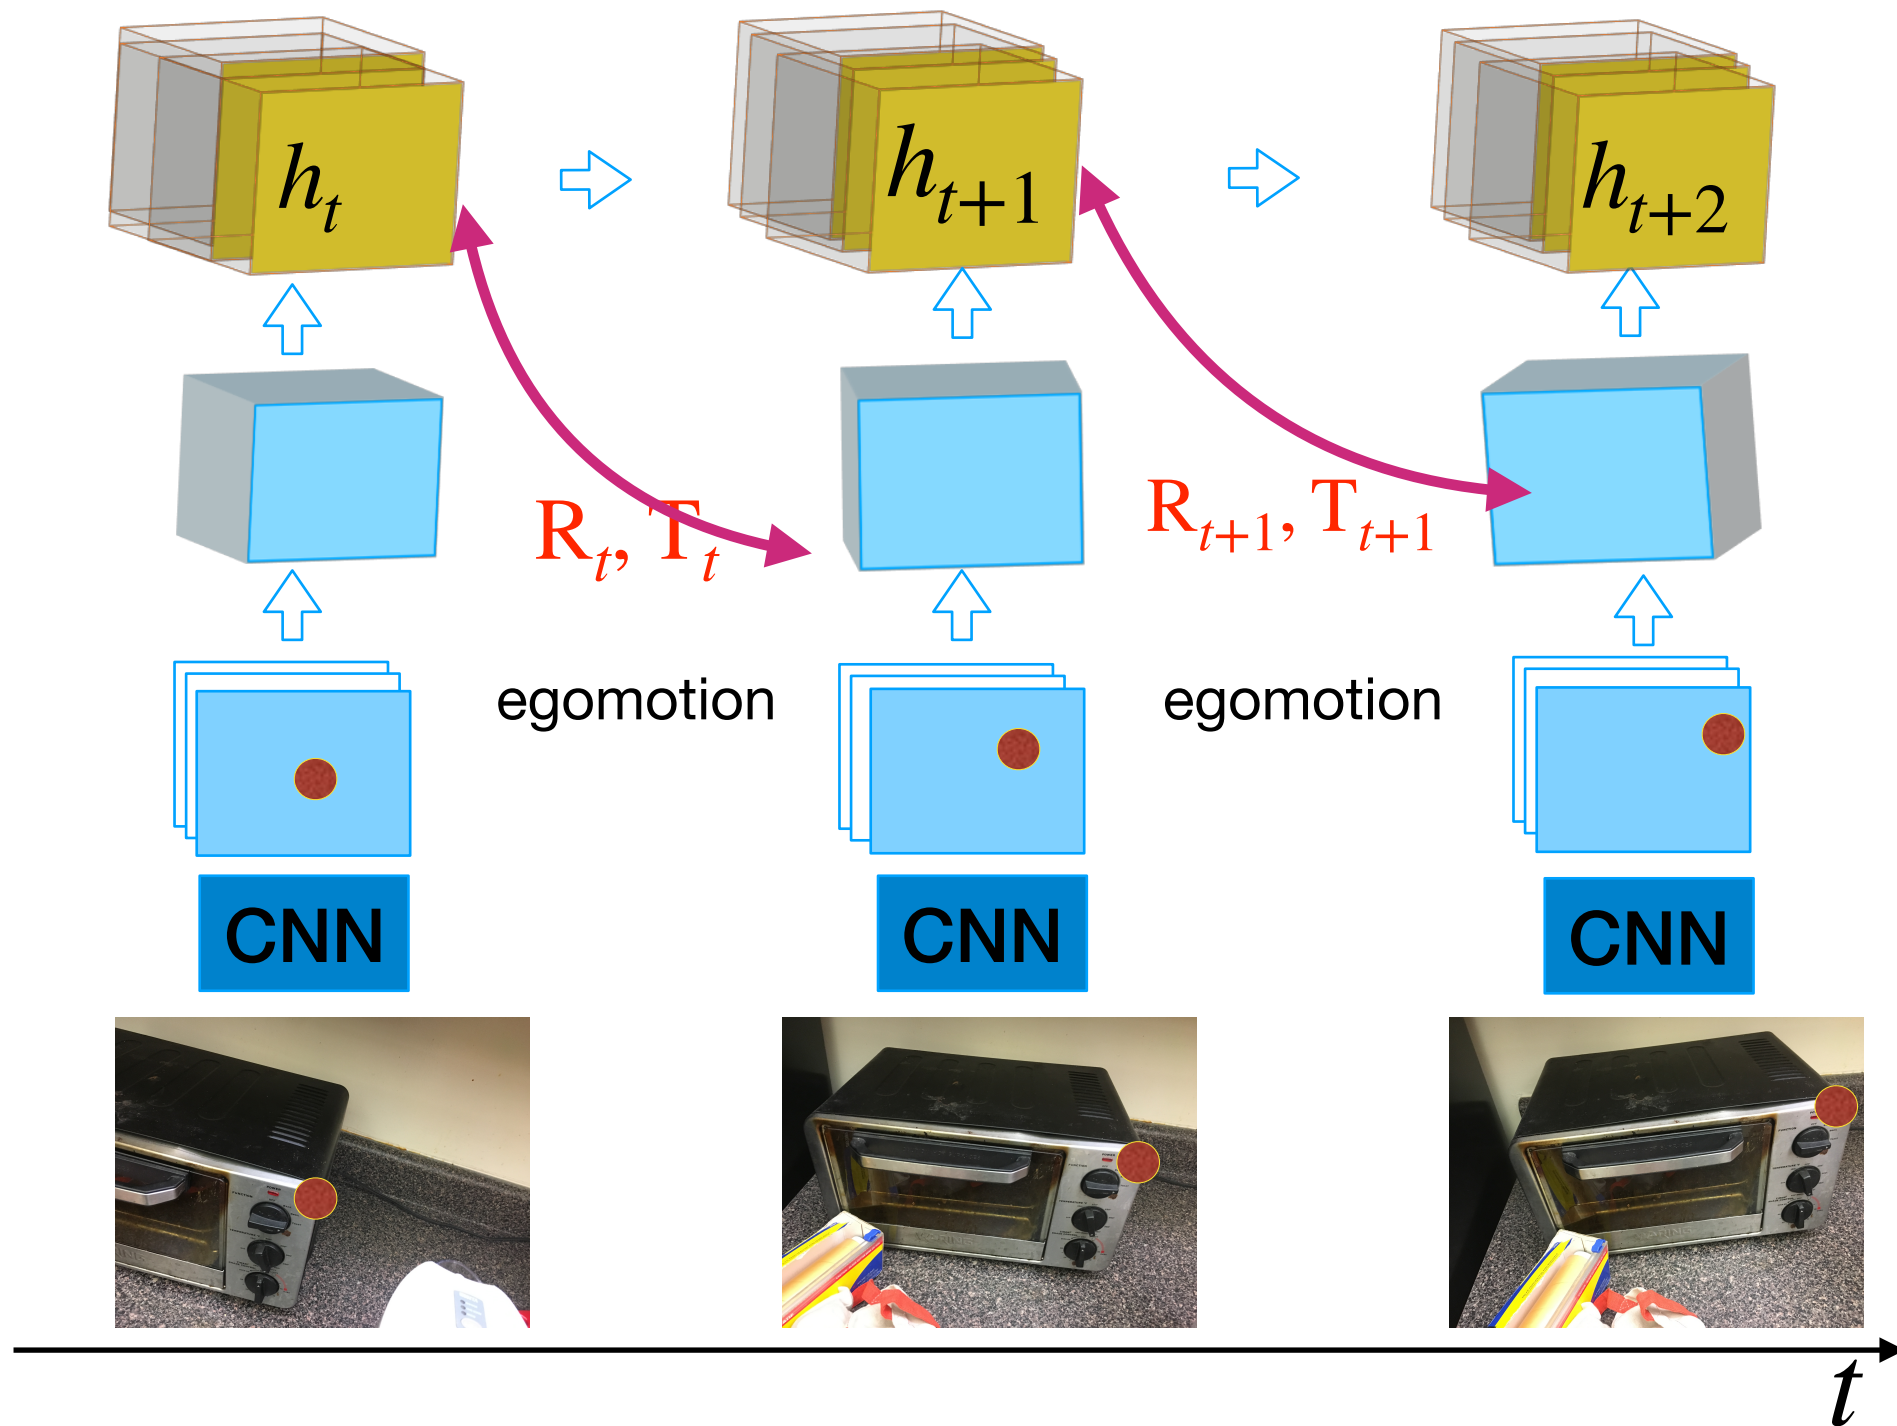 h_t
h_{t+1}
h_{t+2}
R_t, T_t
R_{t+1}, T_{t+1}
egomotion
egomotion
CNN
CNN
CNN
t